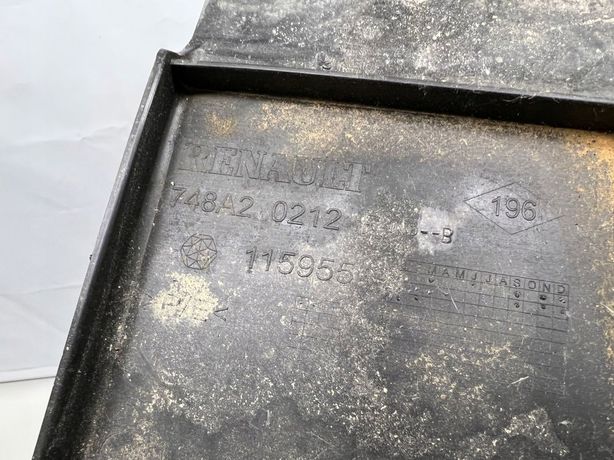 RENAULT
748A2 0212 --B
196
115955
M A M J J A S O N D